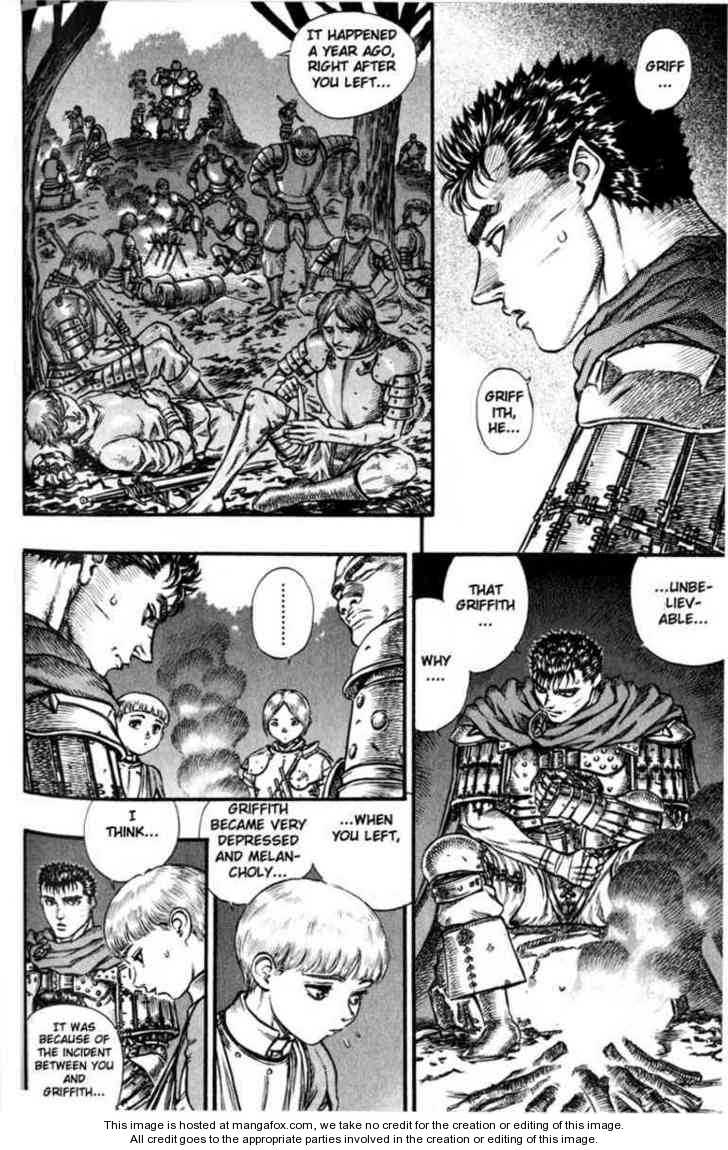 GRIFF
...
GRIFF
ITH,
HE...
IT HAPPENED
A YEAR AGO,
RIGHT AFTER
YOU LEFT...
...UNBE-
LIEV-
ABLE...
THAT
GRIFFITH
...
WHY
....
........
...WHEN
YOU LEFT,
GRIFFITH
BECAME VERY
DEPRESSED
AND MELAN-
CHOLY...
I
THINK...
IT WAS
BECAUSE OF
THE INCIDENT
BETWEEN YOU
AND
GRIFFITH...
This image is hosted at mangafox.com, we take no credit for the creation or editing of this image.
All credit goes to the appropriate parties involved in the creation or editing of this image.